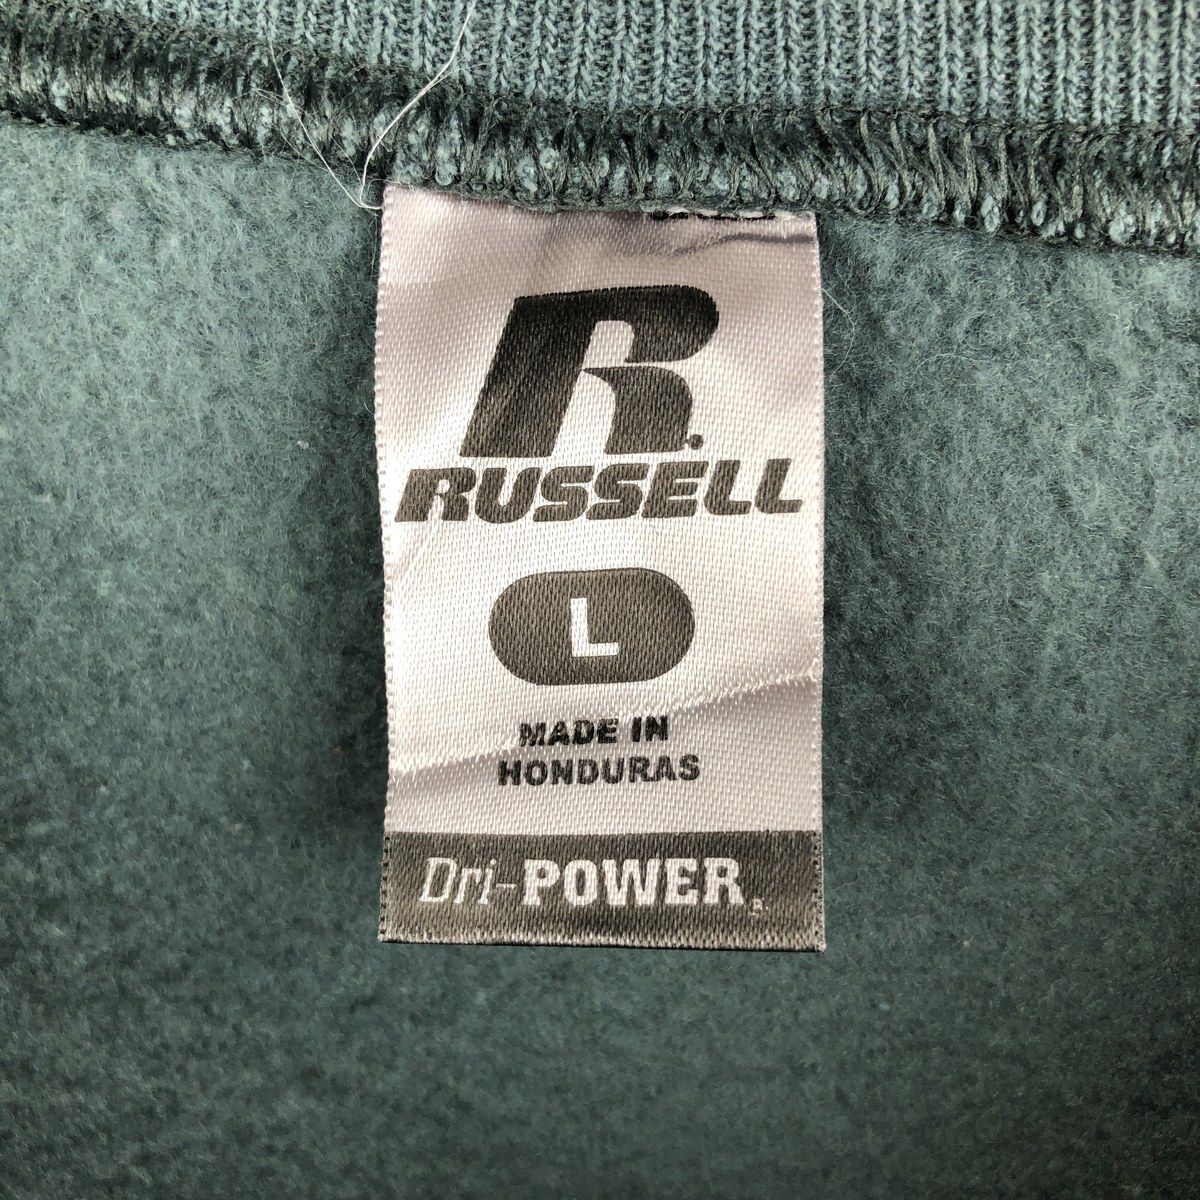 R.
RUSSELL
L
MADE IN
HONDURAS
Dri-POWER®